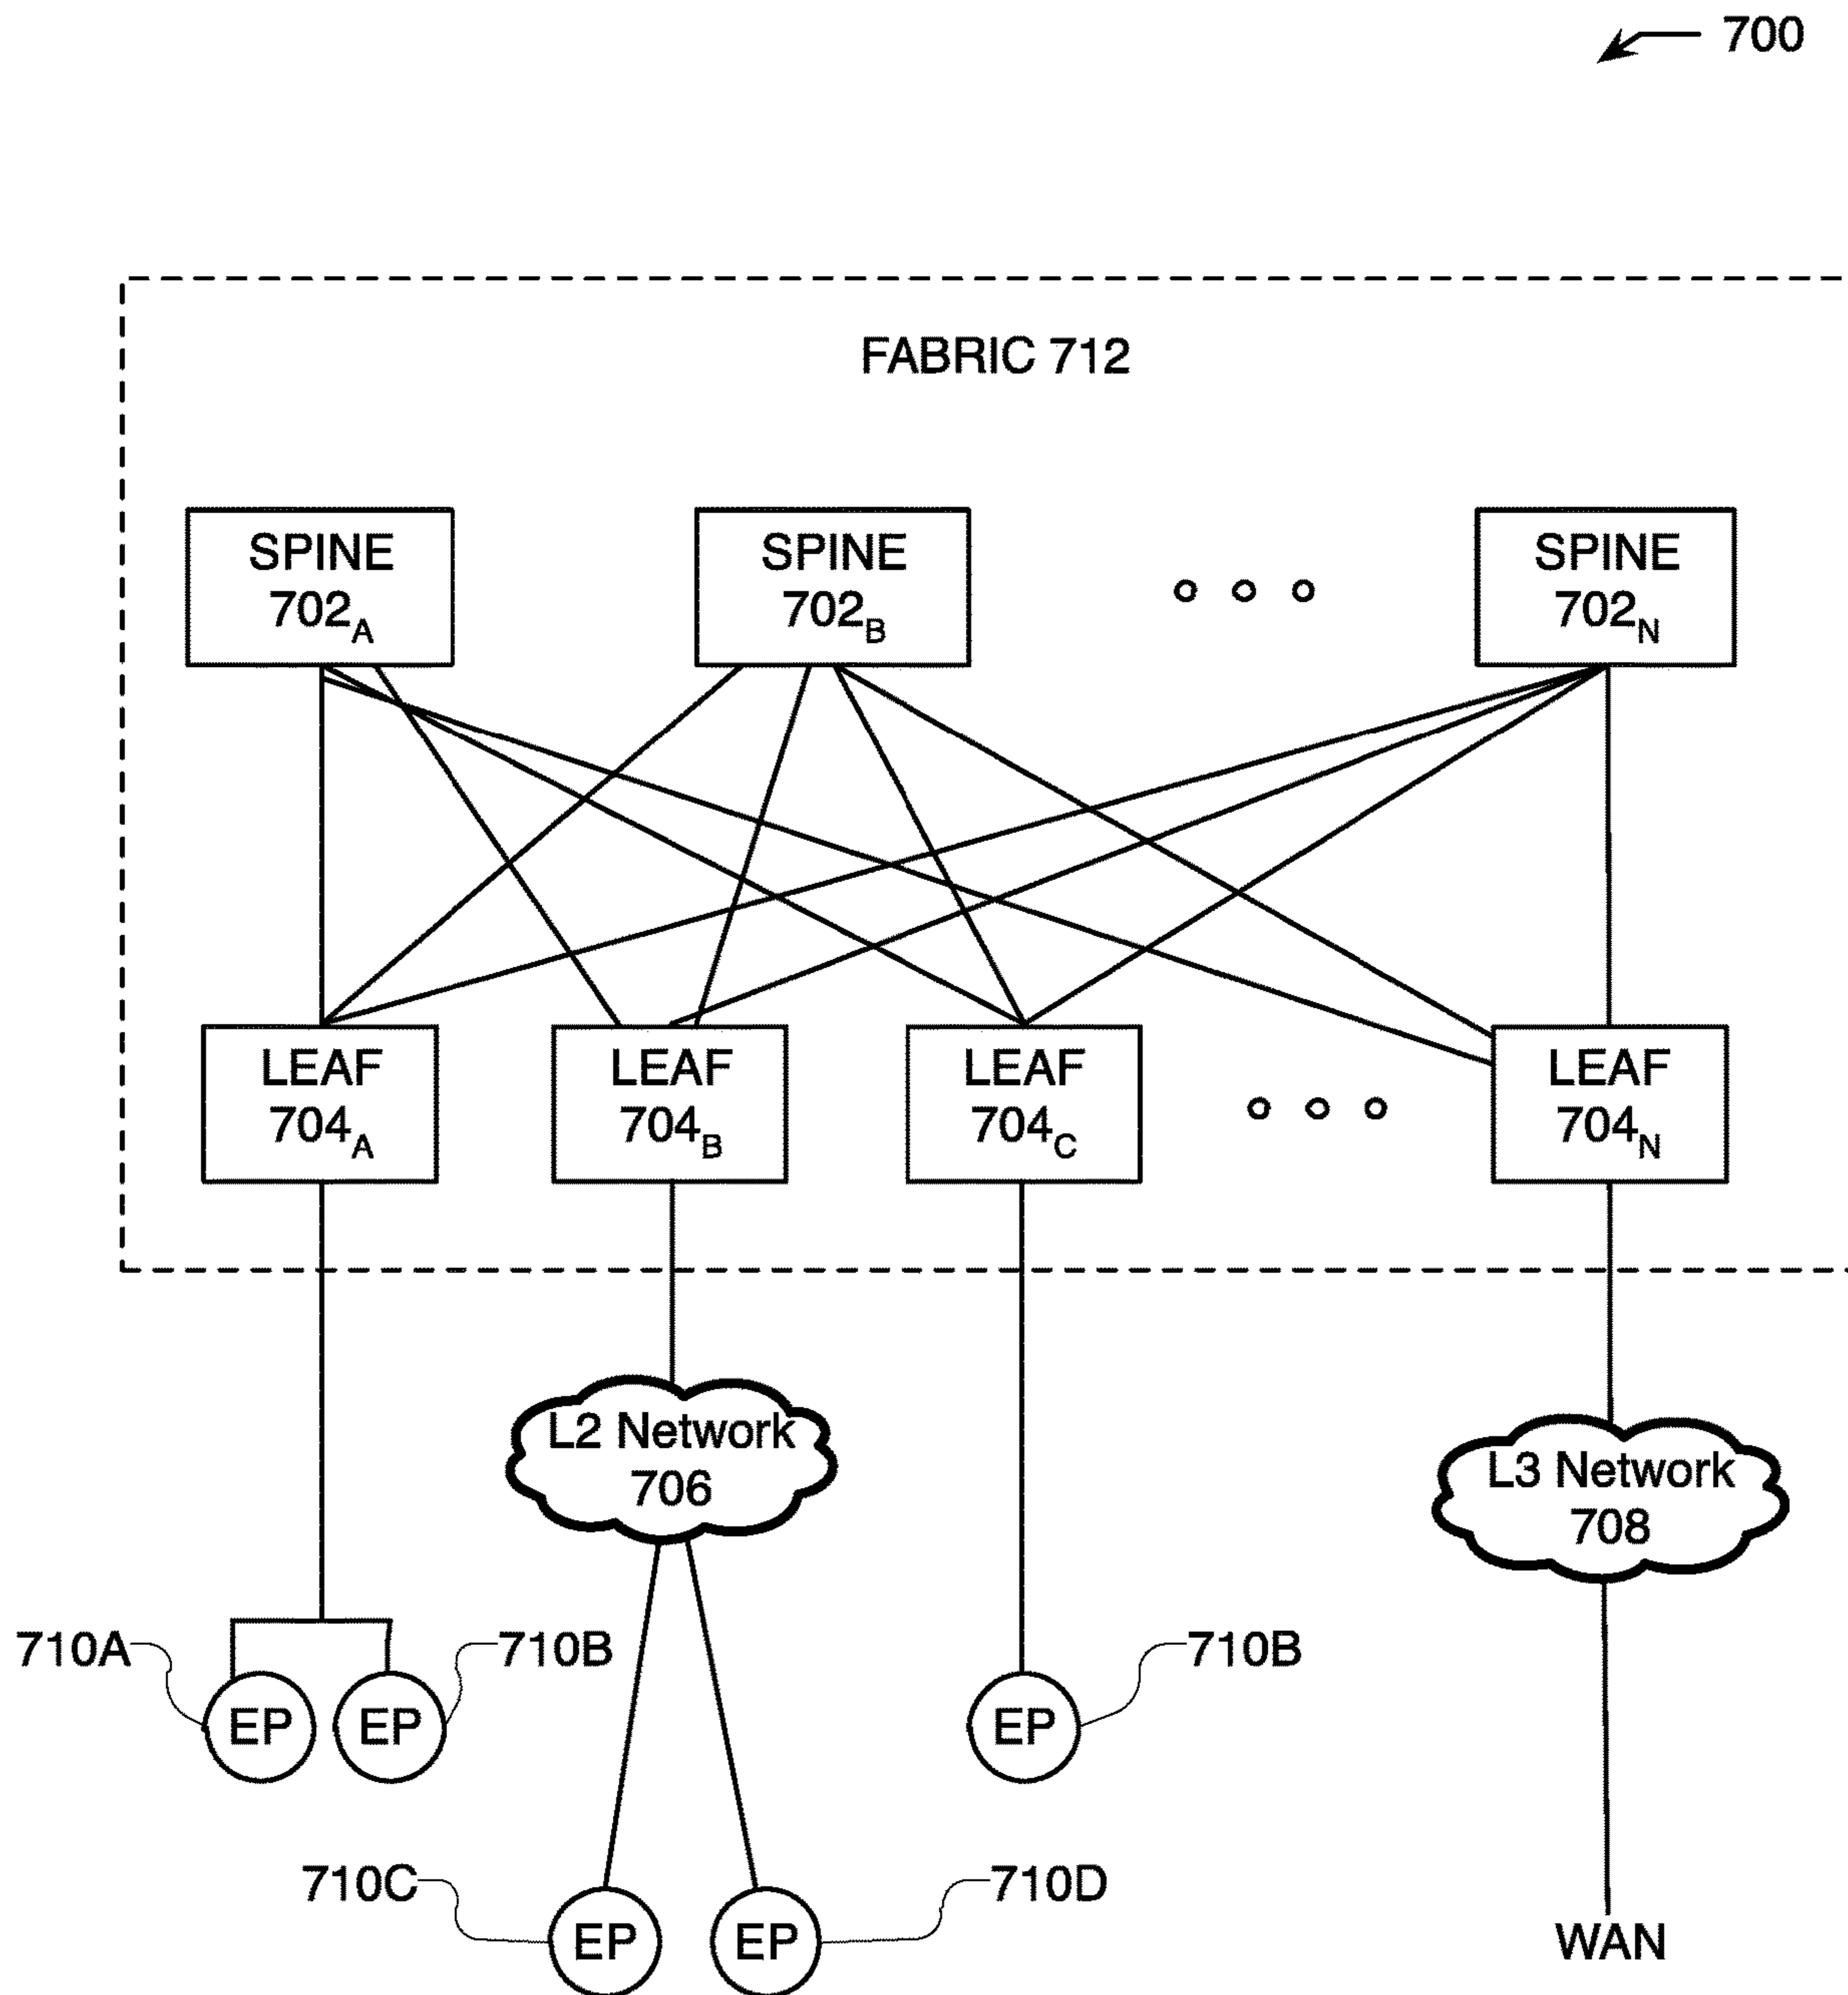 700
FABRIC 712
SPINE
702A
SPINE
702B
SPINE
702N
LEAF
704A
LEAF
704B
LEAF
704C
LEAF
704N
L2 Network
706
L3 Network
708
710A
710B
710B
EP
EP
EP
710C
710D
EP
EP
WAN